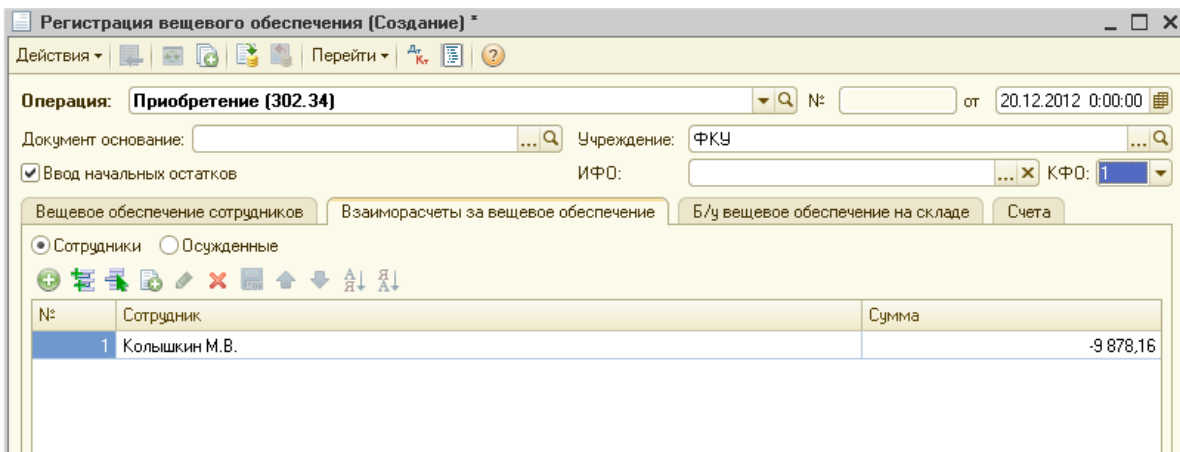 Регистрация вещевого обеспечения (Создание) *
Действия Перейти Дт Кт ?
Операция: Приобретение (302.34) № от 20.12.2012 0:00:00
Документ основание: ... Учреждение: ФКУ ...
Ввод начальных остатков ИФО: ... × КФО: 1
Вещевое обеспечение сотрудников Взаиморасчеты за вещевое обеспечение Б/у вещевое обеспечение на складе Счета
Сотрудники Осужденные
№ Сотрудник Сумма
1 Колышкин М.В. -9 878,16